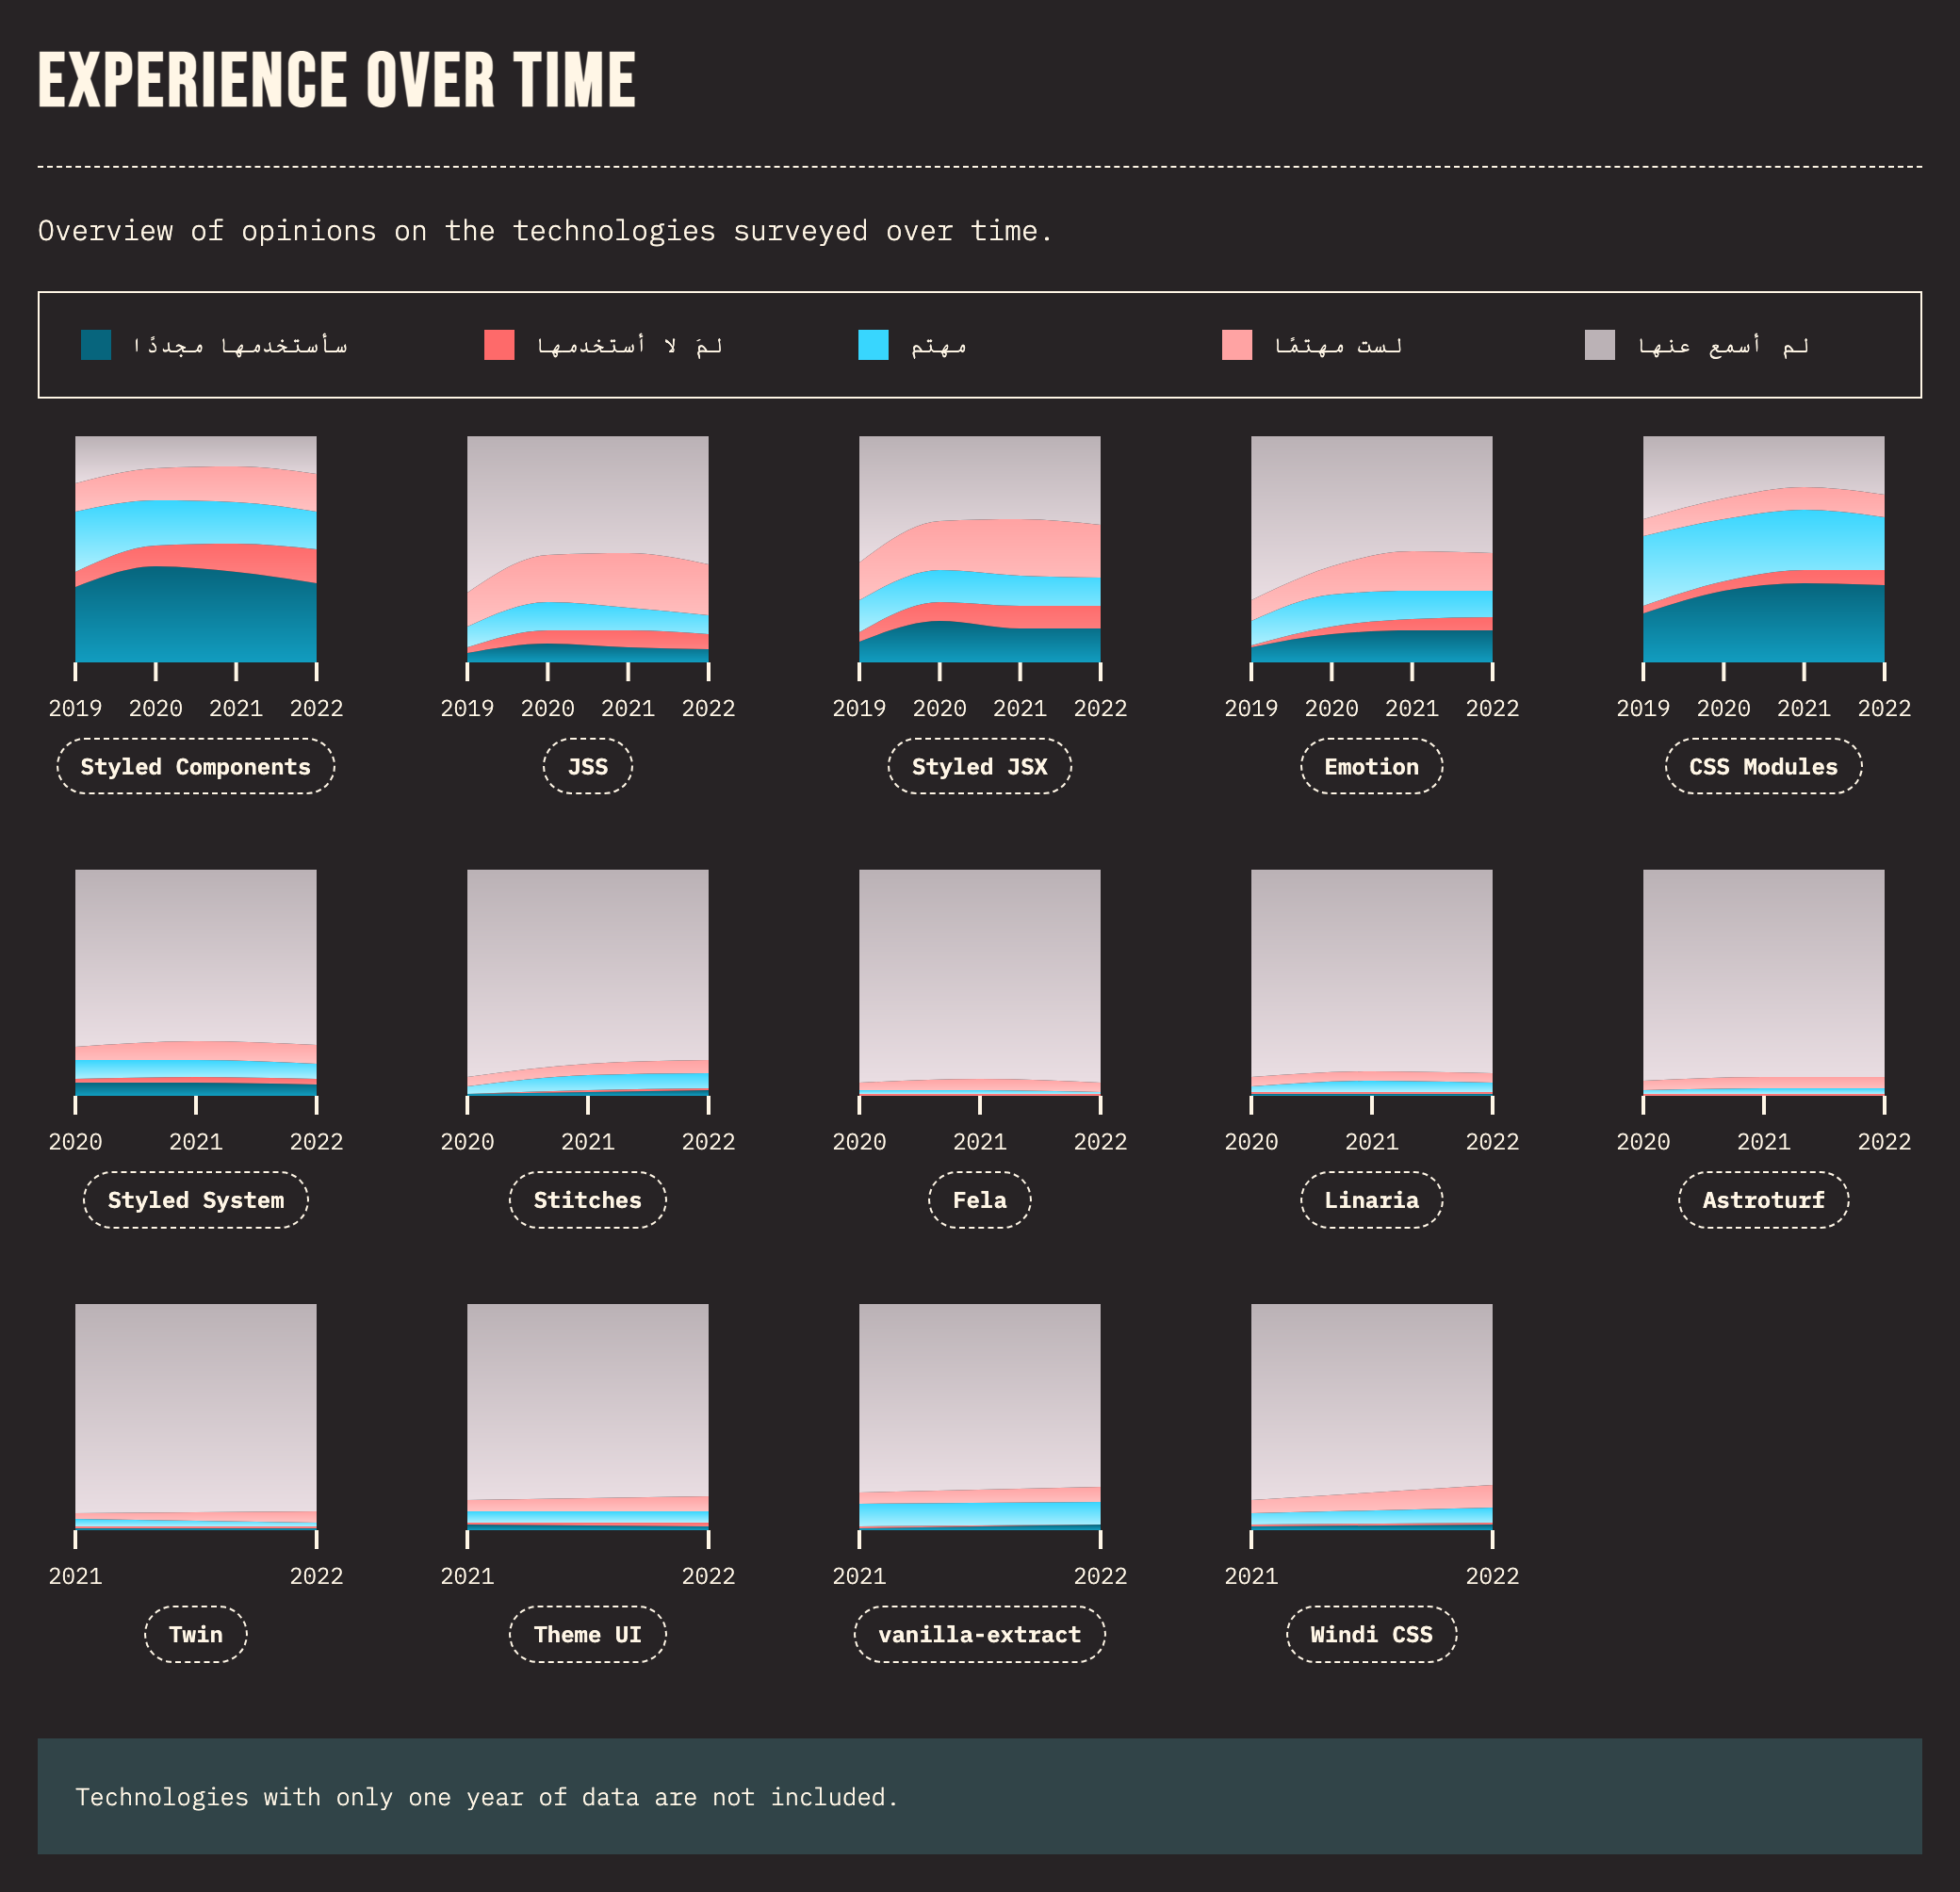 EXPERIENCE OVER TIME
Overview of opinions on the technologies surveyed over time.
سأستخدمها مجددًا
لمَ لا أستخدمها
مهتم
لست مهتمًا
لم أسمع عنها
2019 2020 2021 2022
Styled Components
2019 2020 2021 2022
JSS
2019 2020 2021 2022
Styled JSX
2019 2020 2021 2022
Emotion
2019 2020 2021 2022
CSS Modules
2020 2021 2022
Styled System
2020 2021 2022
Stitches
2020 2021 2022
Fela
2020 2021 2022
Linaria
2020 2021 2022
Astroturf
2021 2022
Twin
2021 2022
Theme UI
2021 2022
vanilla-extract
2021 2022
Windi CSS
Technologies with only one year of data are not included.